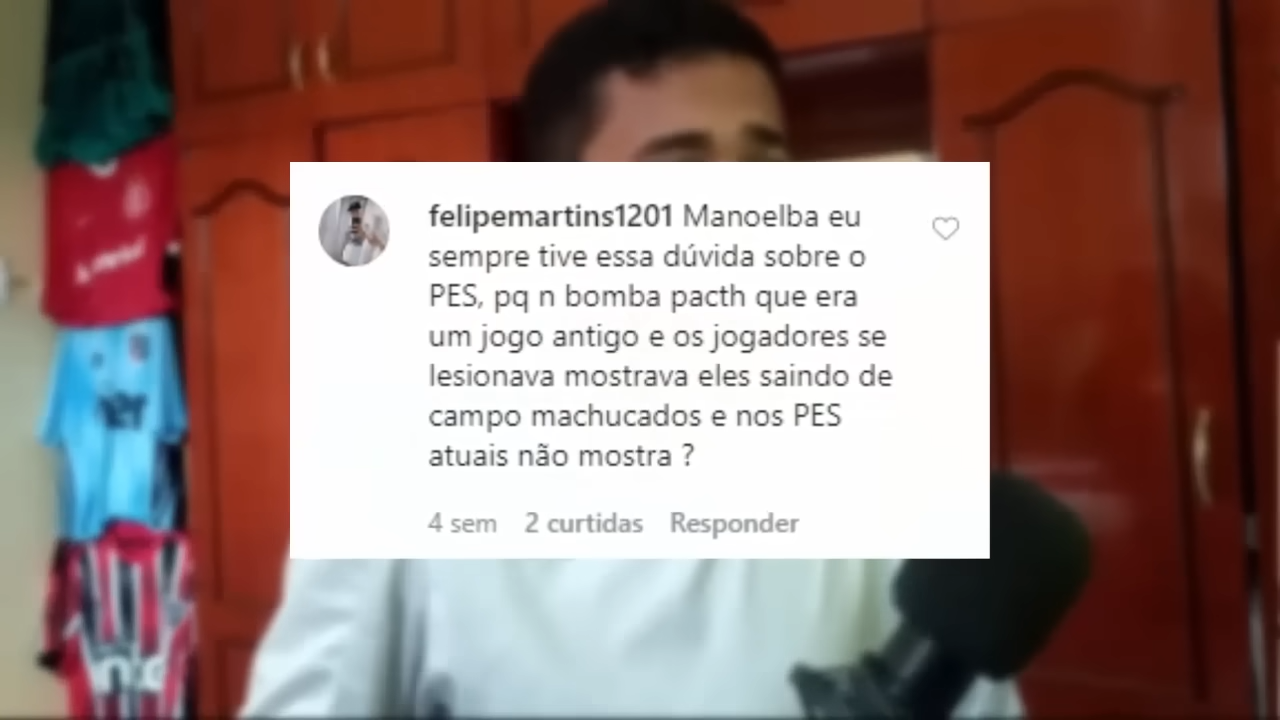 felipemartins1201 Manoelba eu
sempre tive essa dúvida sobre o
PES, pq n bomba pacth que era
um jogo antigo e os jogadores se
lesionava mostrava eles saindo de
campo machucados e nos PES
atuais não mostra ?
4 sem 2 curtidas Responder